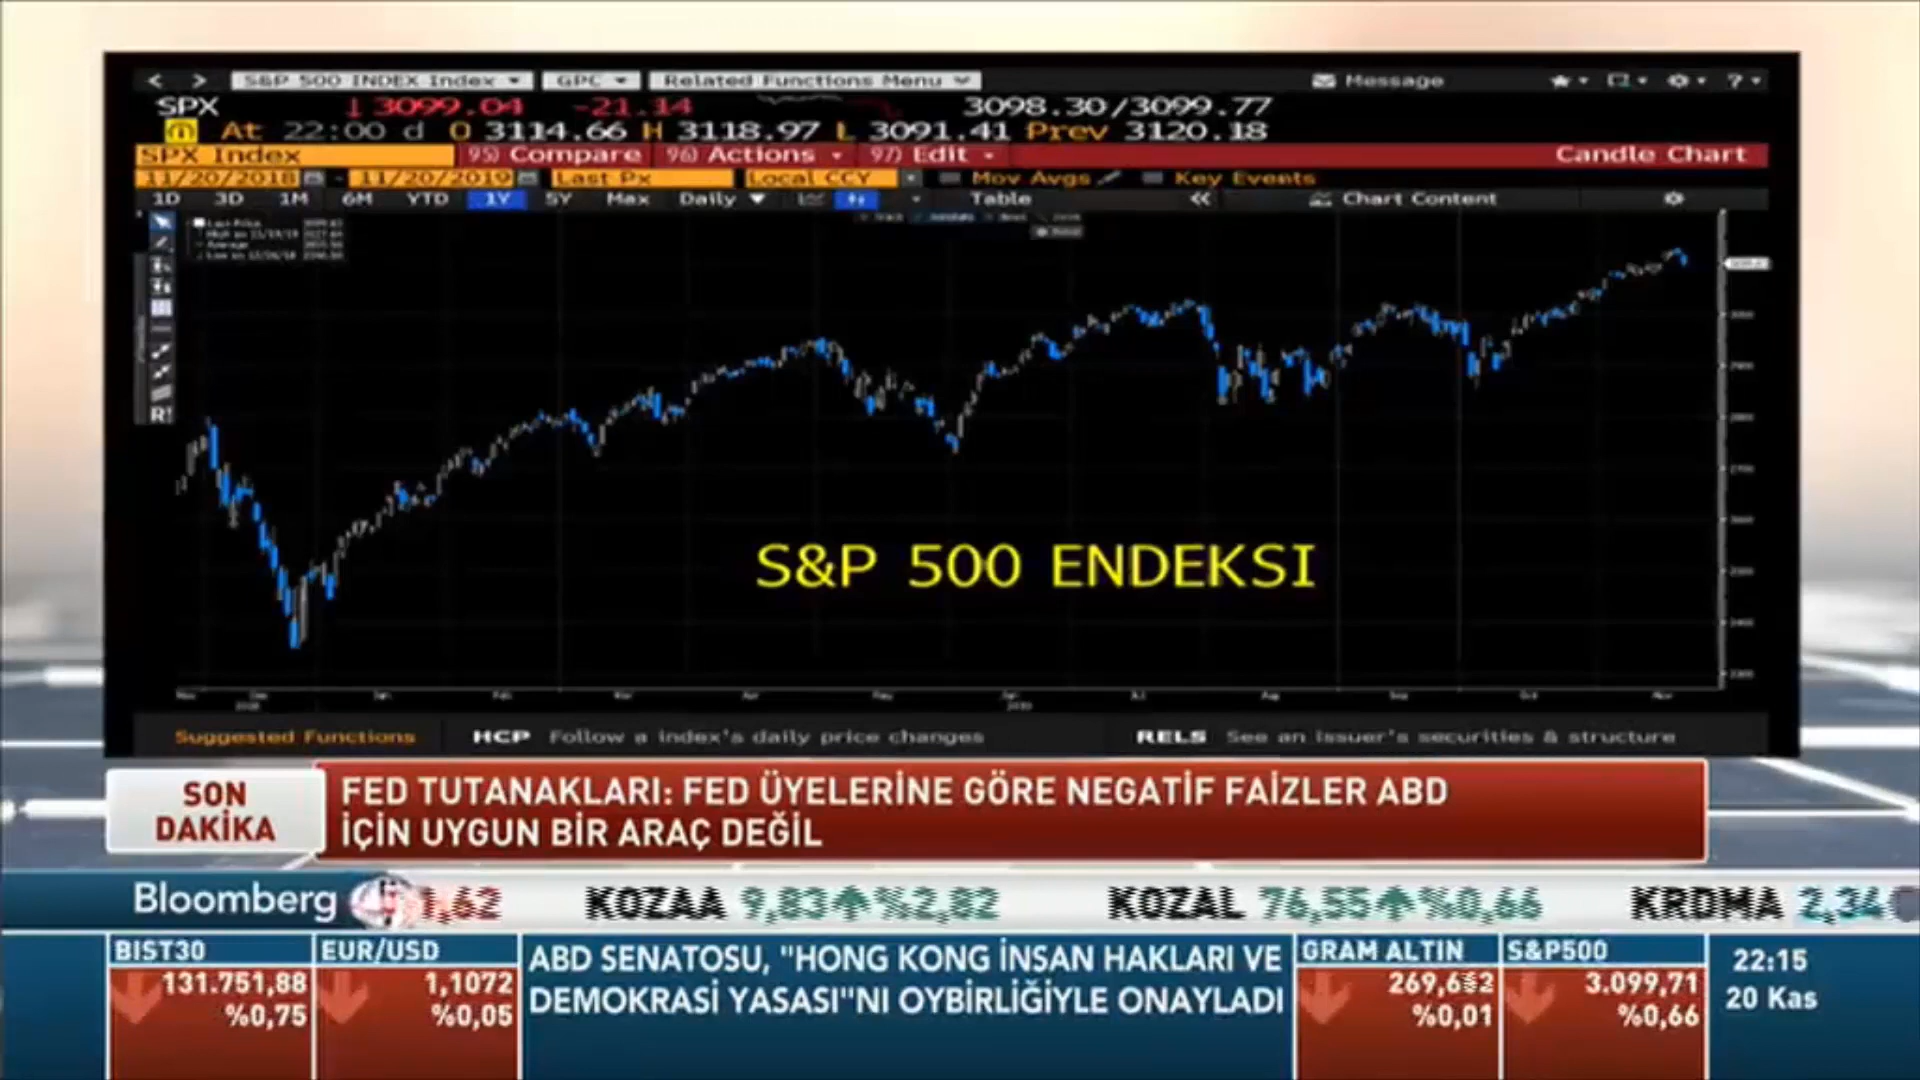 S&P 500 INDEX Index GPC Related Functions Menu Message ?
SPX 3099.04 -21.14 3098.30/3099.77
At 22:00 d O 3114.66 H 3118.97 L 3091.41 Prev 3120.18
SPX Index 95) Compare 96) Actions 97) Edit Candle Chart
11/20/2018 - 11/20/2019 Last Px Local CCY Mov Avgs Key Events
1D 3D 1M 6M YTD 1Y 5Y Max Daily Table Chart Content
S&P 500 ENDEKSI
Suggested Functions HCP Follow a index's daily price changes RELS See an issuer's securities & structure
SON DAKİKA
FED TUTANAKLARI: FED ÜYELERİNE GÖRE NEGATİF FAİZLER ABD
İÇİN UYGUN BİR ARAÇ DEĞİL
Bloomberg 1,62 KOZAA 9,83 %2,82 KOZAL 76,55 %0,66 KRDMA 2,34
BIST30
131.751,88
%0,75
EUR/USD
1,1072
%0,05
ABD SENATOSU, "HONG KONG İNSAN HAKLARI VE
DEMOKRASİ YASASI"NI OYBİRLİĞİYLE ONAYLADI
GRAM ALTIN
%0,01
S&P500
3.099,71
%0,66
22:15
20 Kas